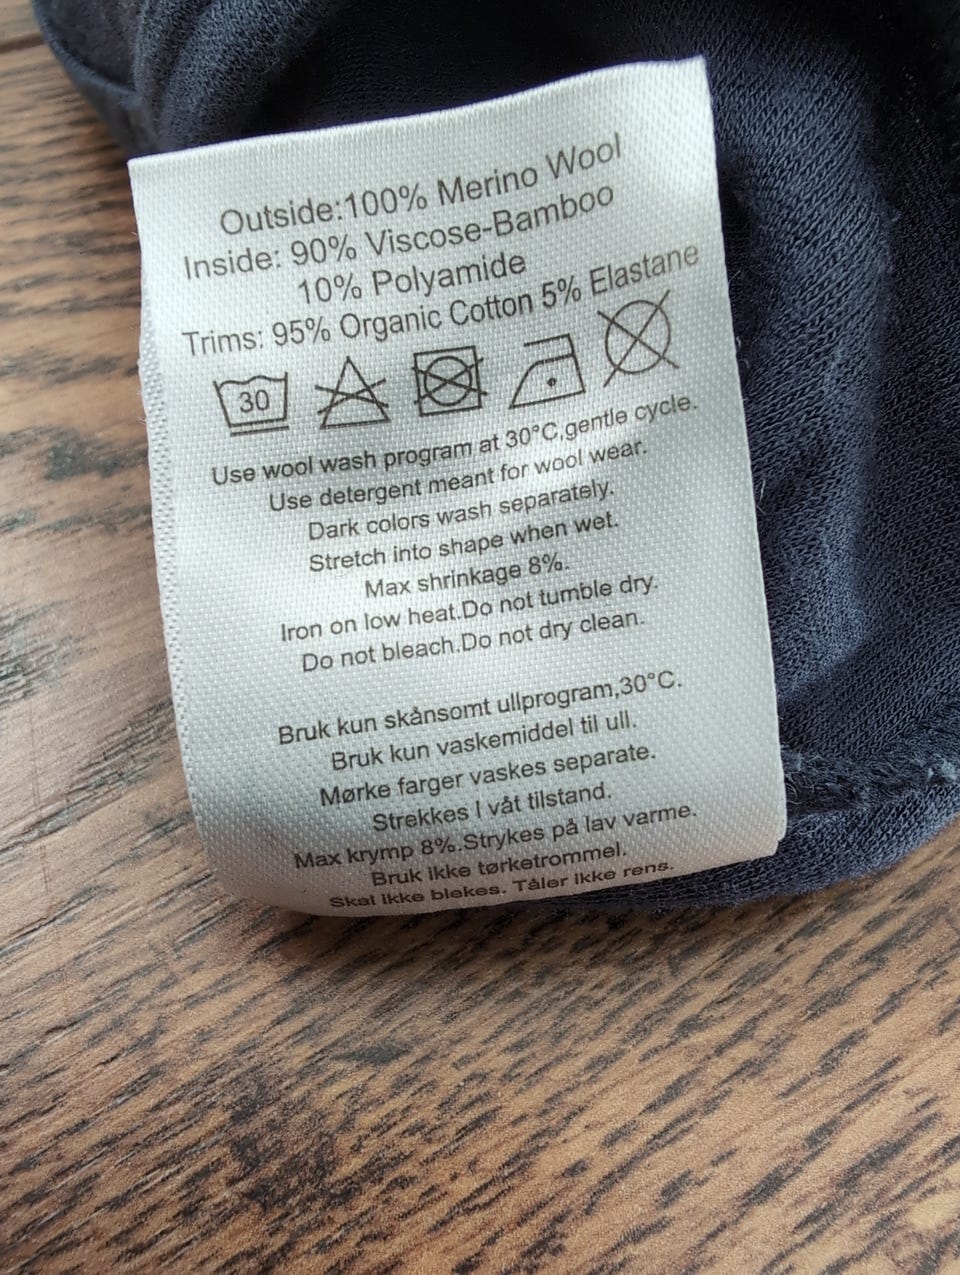 Outside:100% Merino Wool
Inside: 90% Viscose-Bamboo
10% Polyamide
Trims: 95% Organic Cotton 5% Elastane
30
Use wool wash program at 30°C,gentle cycle.
Use detergent meant for wool wear.
Dark colors wash separately.
Stretch into shape when wet.
Max shrinkage 8%.
Iron on low heat.Do not tumble dry.
Do not bleach.Do not dry clean.
Bruk kun skånsomt ullprogram,30°C.
Bruk kun vaskemiddel til ull.
Mørke farger vaskes separate.
Strekkes I våt tilstand.
Max krymp 8%.Strykes på lav varme.
Bruk ikke tørketrommel.
Skal ikke blekes. Tåler ikke rens.